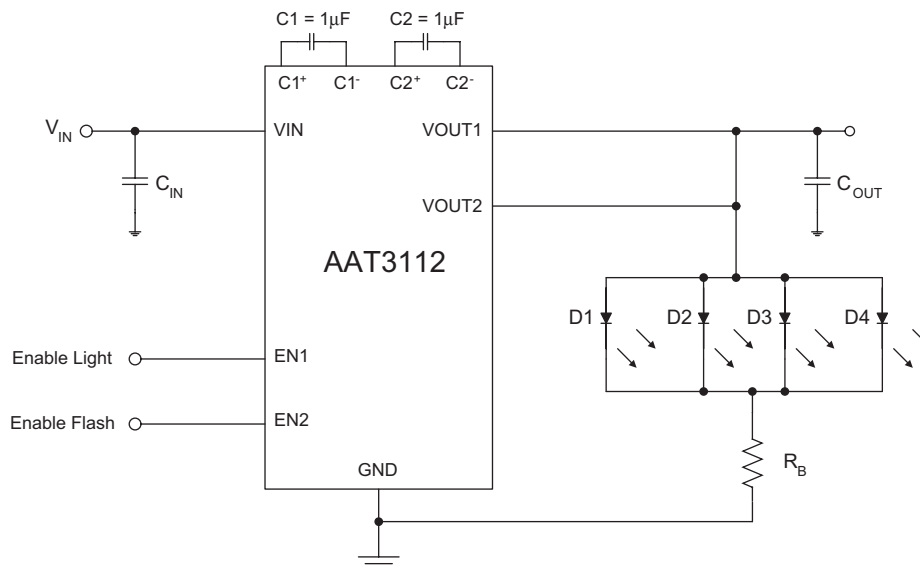 C1 = 1µF C2 = 1µF
C1+ C1- C2+ C2-
VIN VIN VOUT1
CIN COUT
VOUT2
AAT3112
D1 D2 D3 D4
Enable Light EN1
Enable Flash EN2
GND RB